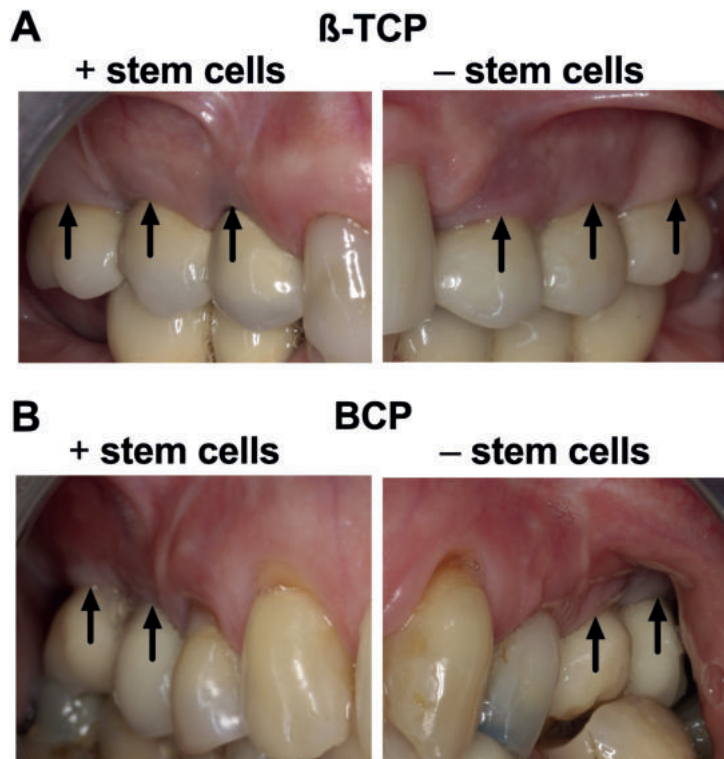 A
ß-TCP
+ stem cells
– stem cells
B
BCP
+ stem cells
– stem cells